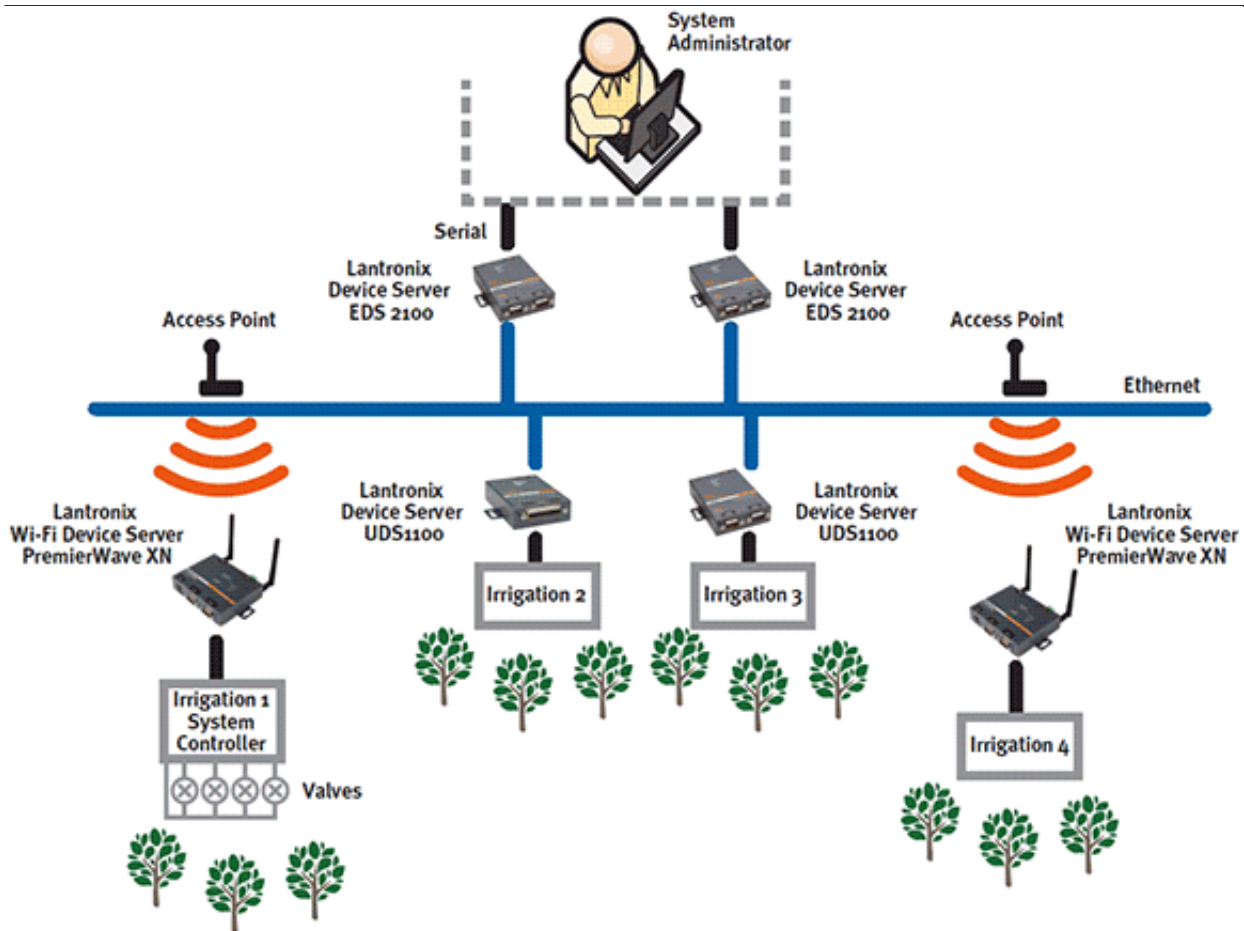 System
Administrator
Serial
Lantronix
Device Server
EDS 2100
Lantronix
Device Server
EDS 2100
Access Point
Access Point
Ethernet
Lantronix
Wi-Fi Device Server
PremierWave XN
Lantronix
Device Server
UDS1100
Lantronix
Device Server
UDS1100
Lantronix
Wi-Fi Device Server
PremierWave XN
Irrigation 2
Irrigation 3
Irrigation 1
System
Controller
Irrigation 4
Valves